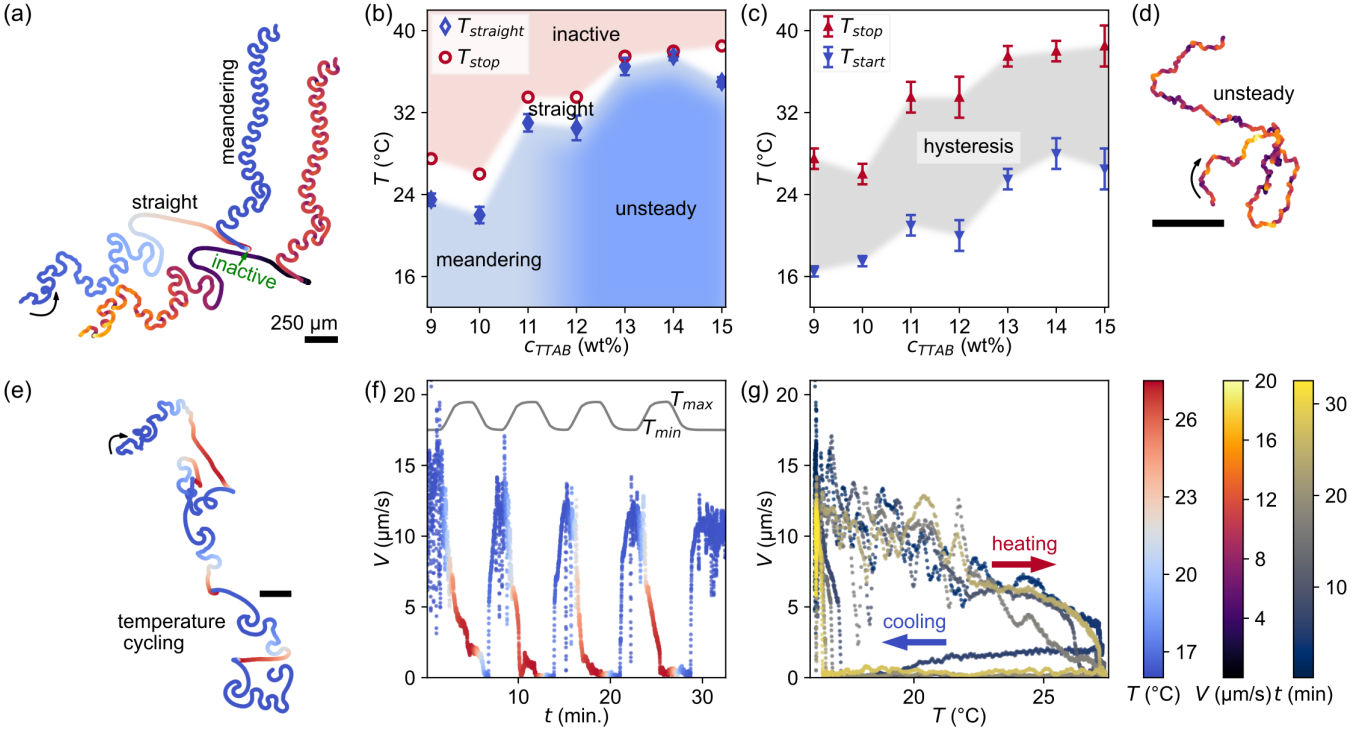 (a)
meandering
straight
inactive
250 μm
(b)
40
32
24
16
T (°C)
T_straight
T_stop
inactive
straight
unsteady
meandering
9 10 11 12 13 14 15
c_TTAB (wt%)
(c)
40
32
24
16
T (°C)
T_stop
T_start
hysteresis
9 10 11 12 13 14 15
c_TTAB (wt%)
(d)
unsteady
(e)
temperature
cycling
(f)
20
15
10
5
0
V (μm/s)
T_max
T_min
10 20 30
t (min.)
(g)
20
15
10
5
0
V (μm/s)
heating
cooling
20 25
T (°C)
26
23
20
17
T (°C)
20
16
12
8
4
V (μm/s)
30
20
10
t (min)